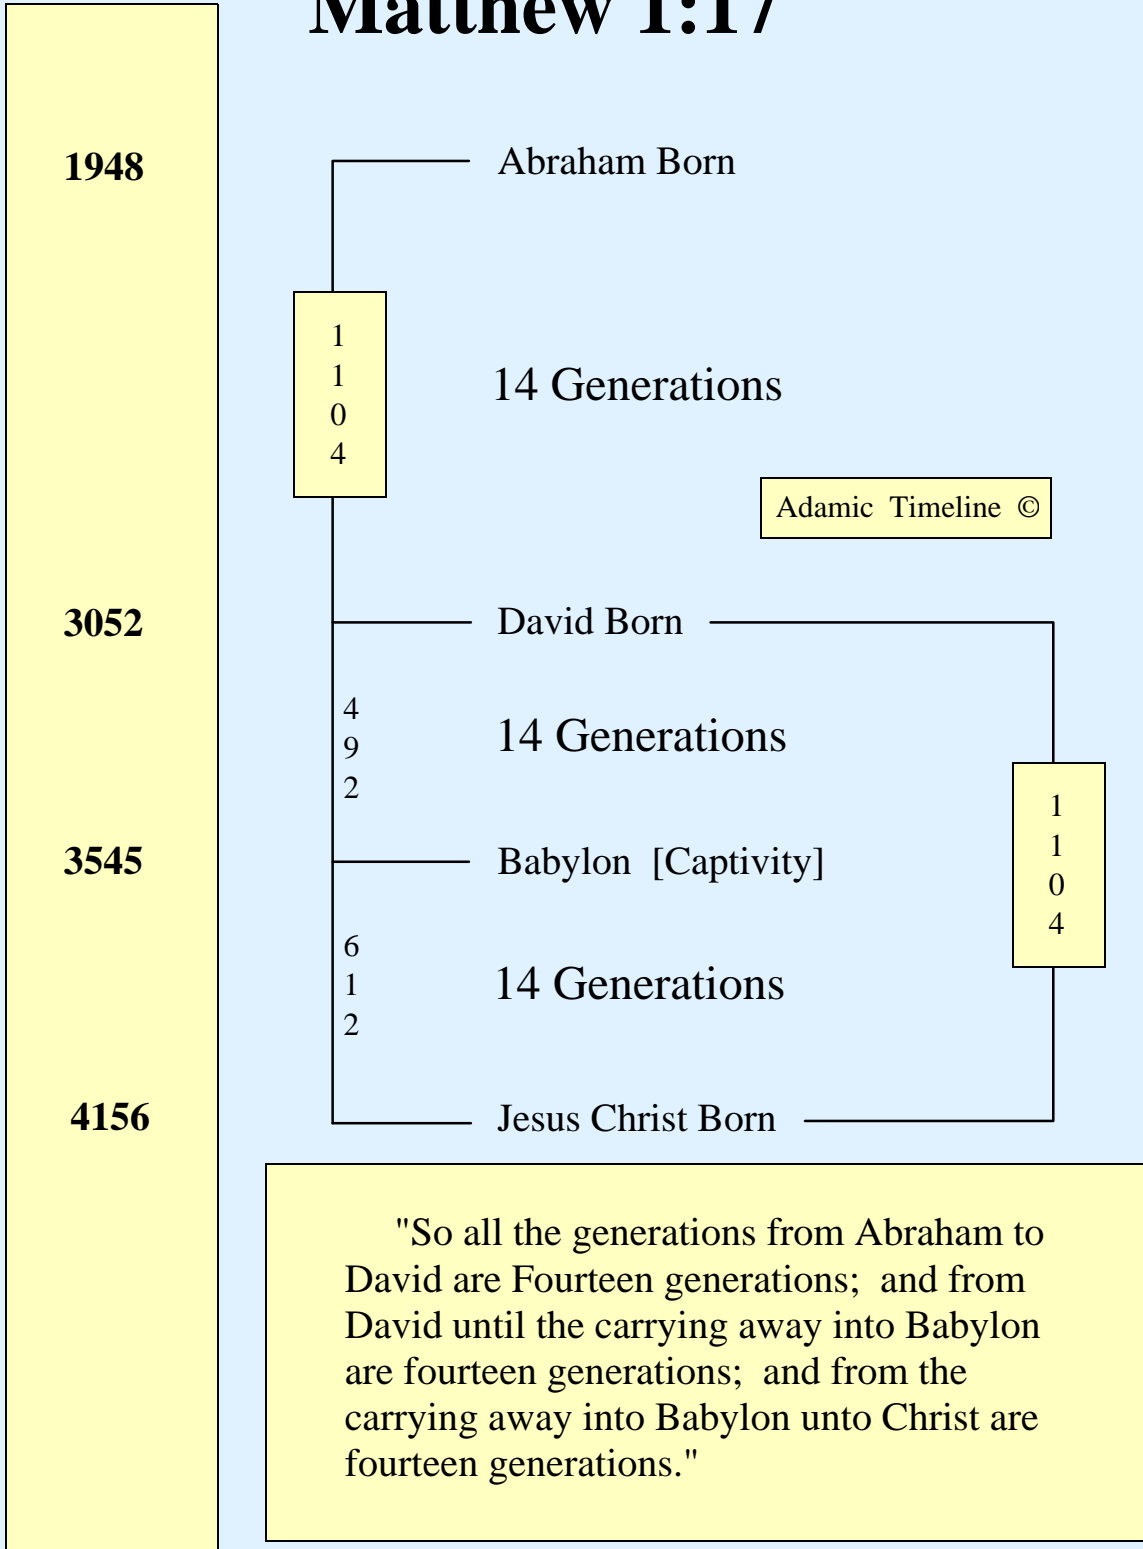 Matthew 1:17
1948
Abraham Born
1
1
0
4
14 Generations
Adamic Timeline ©
3052
David Born
4
9
2
14 Generations
1
1
0
4
3545
Babylon [Captivity]
6
1
2
14 Generations
4156
Jesus Christ Born
"So all the generations from Abraham to
David are Fourteen generations; and from
David until the carrying away into Babylon
are fourteen generations; and from the
carrying away into Babylon unto Christ are
fourteen generations."